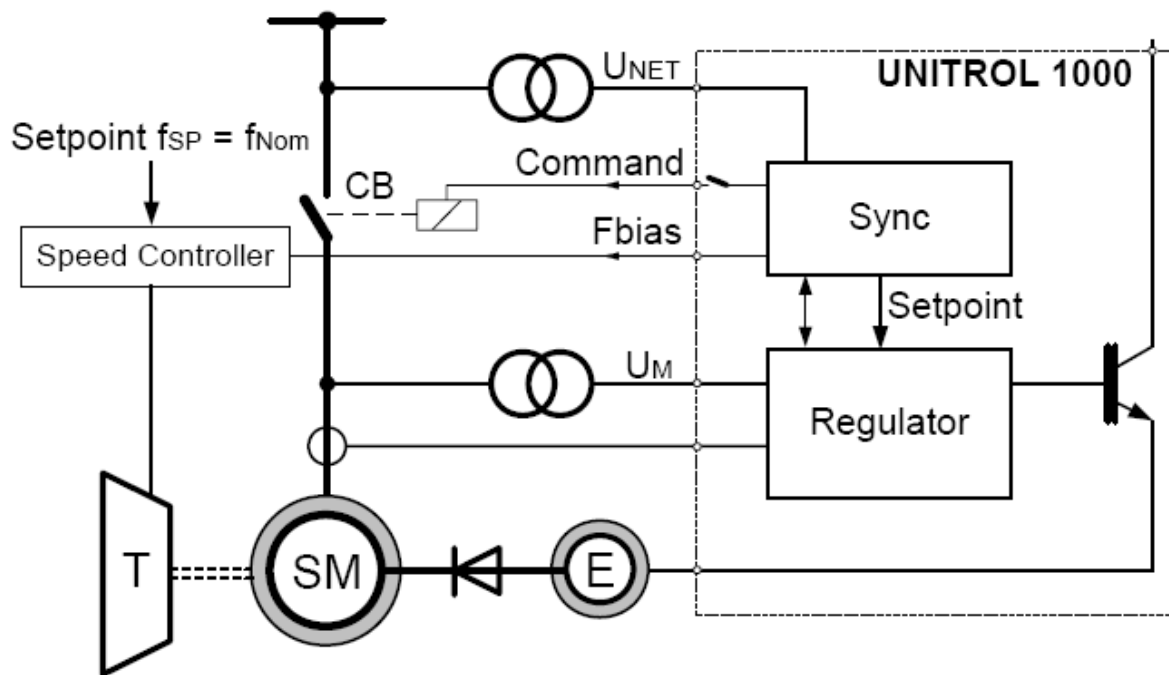 UNET
UNITROL 1000
Setpoint fSP = fNom
Command
CB
Sync
Fbias
Speed Controller
Setpoint
UM
Regulator
T
SM
E